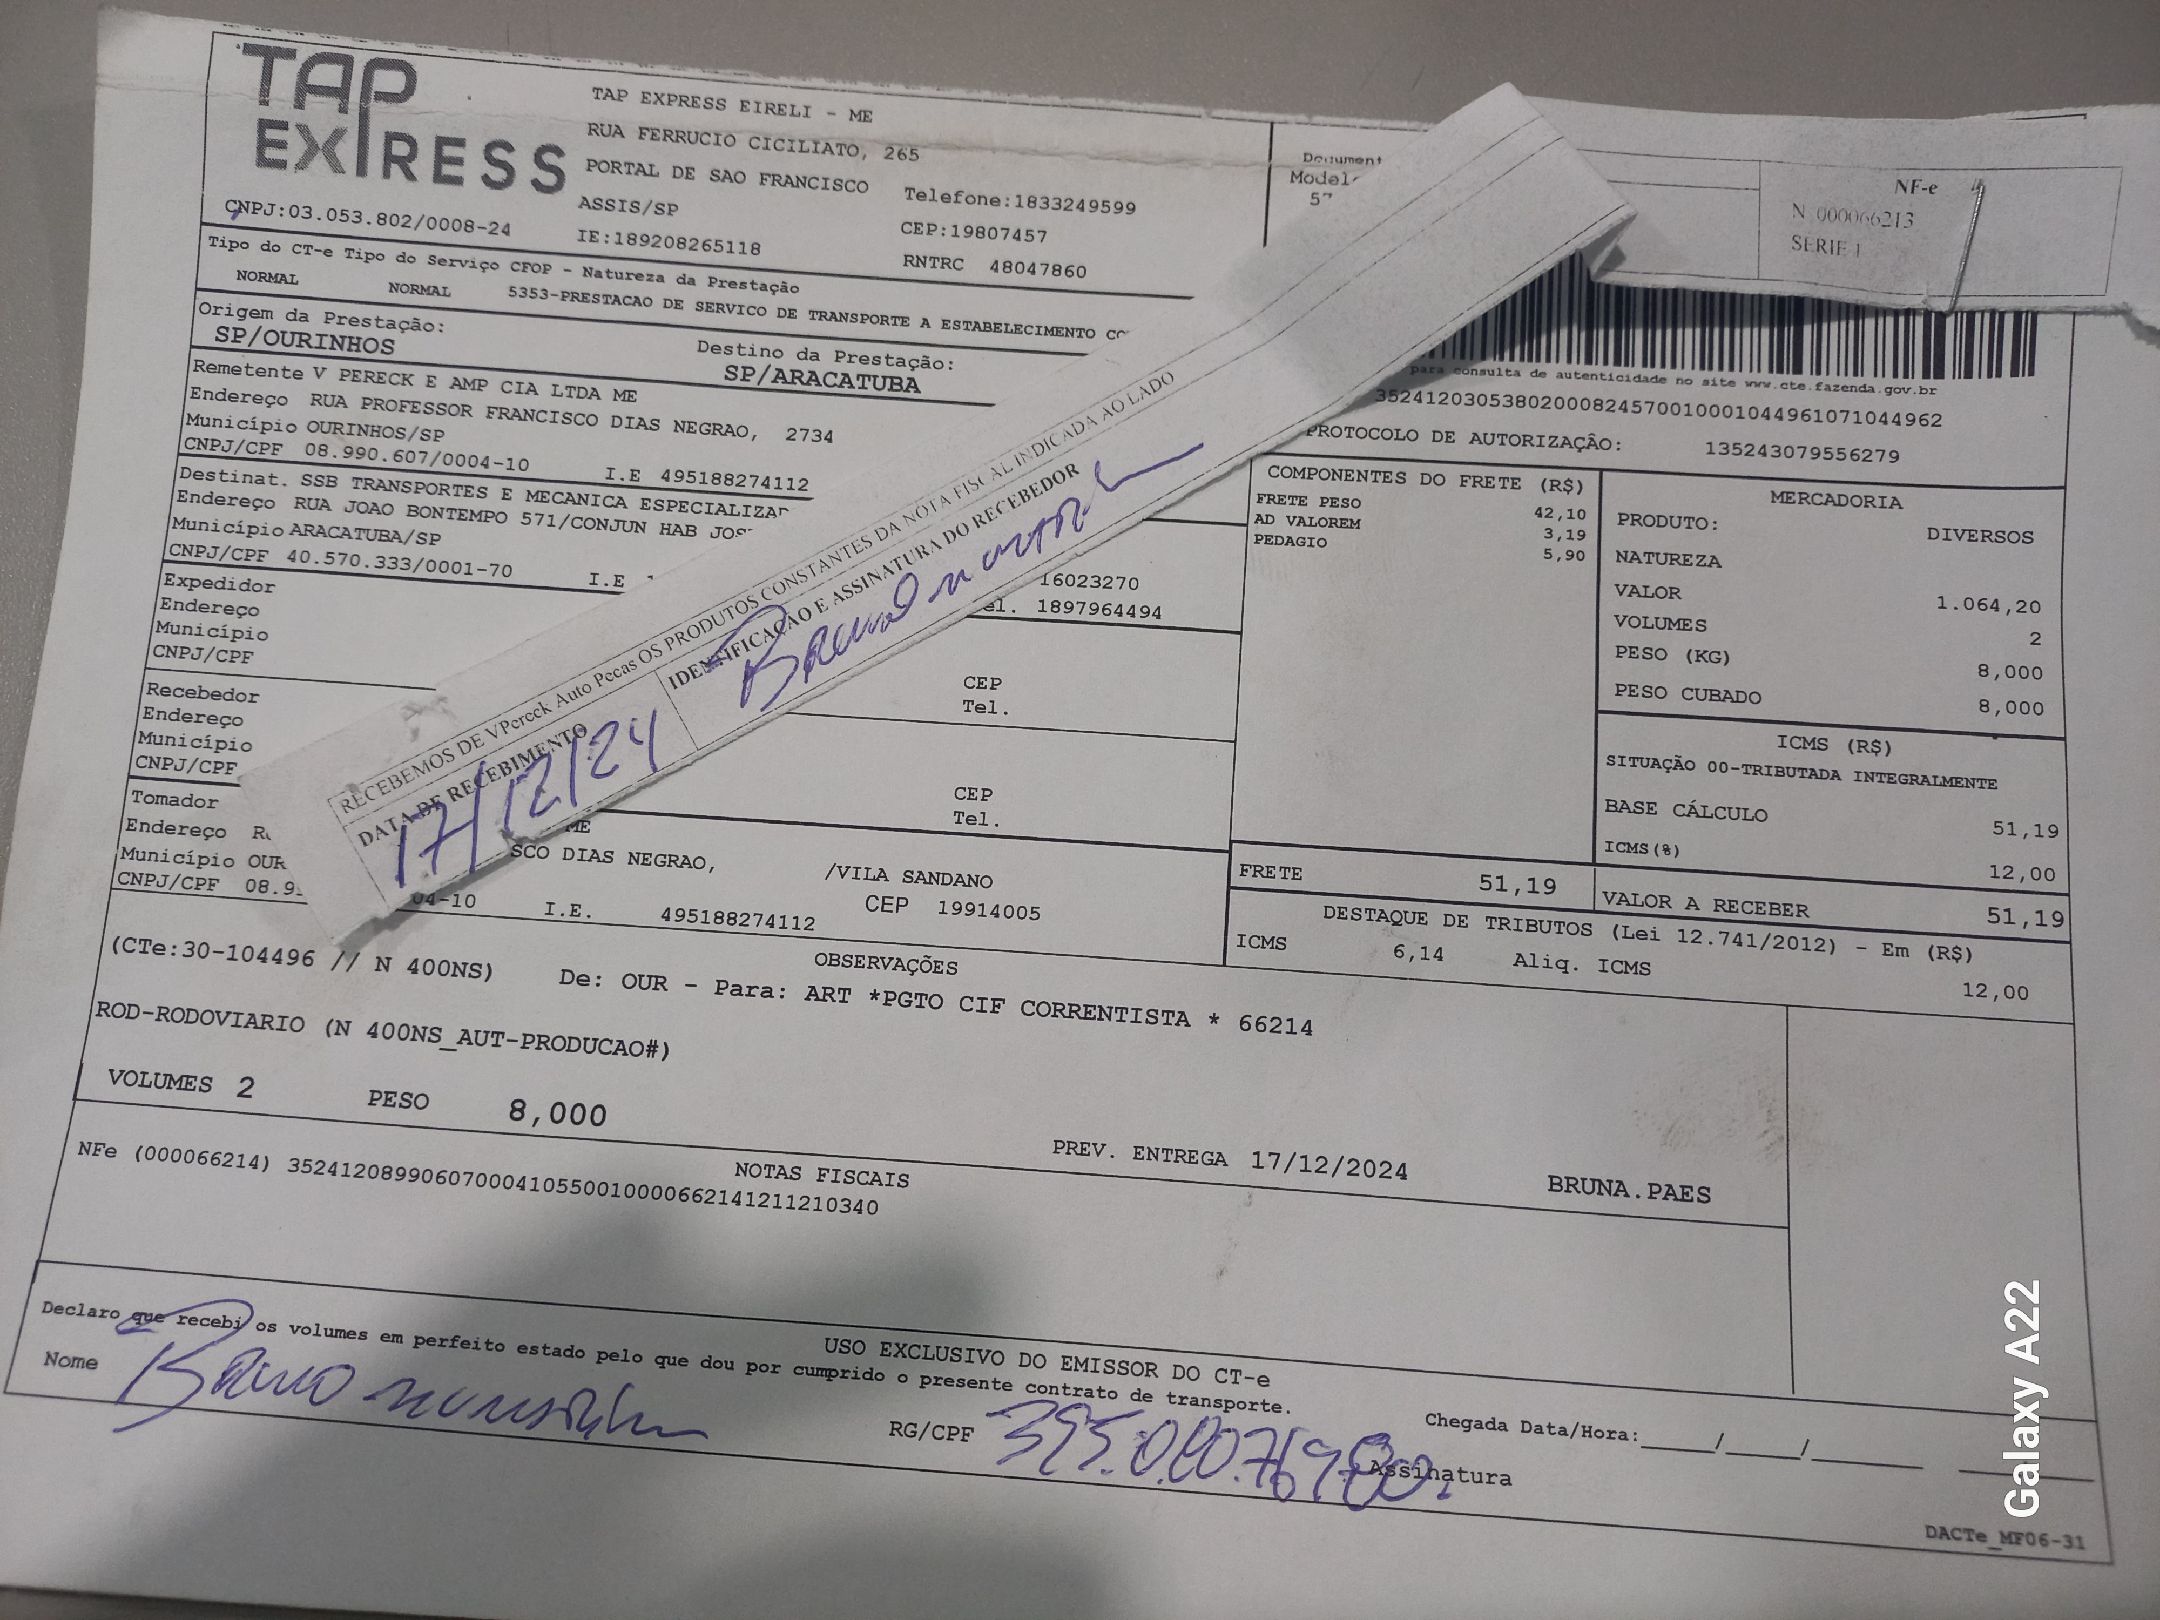 TAP
EXPRESS
CNPJ:03.053.802/0008-24
TAP EXPRESS EIRELI - ME
RUA FERRUCIO CICILIATO, 265
PORTAL DE SAO FRANCISCO
ASSIS/SP
IE:189208265118
Telefone:1833249599
CEP:19807457
RNTRC 48047860
NF-e
N 000066213
SERIE 1
Tipo do CT-e Tipo do Serviço CFOP - Natureza da Prestação
NORMAL NORMAL 5353-PRESTACAO DE SERVICO DE TRANSPORTE A ESTABELECIMENTO
Origem da Prestação:
SP/OURINHOS
Destino da Prestação:
SP/ARACATUBA
para consulta de autenticidade no site www.cte.fazenda.gov.br
35241203053802000824570010001044961071044962
PROTOCOLO DE AUTORIZAÇÃO: 135243079556279
Remetente V PERECK E AMP CIA LTDA ME
Endereço RUA PROFESSOR FRANCISCO DIAS NEGRAO, 2734
Município OURINHOS/SP
CNPJ/CPF 08.990.607/0004-10 I.E 495188274112
Destinat. SSB TRANSPORTES E MECANICA
Endereço RUA JOAO BONTEMPO 571/CONJUN HAB
Município ARACATUBA/SP
CNPJ/CPF 40.570.333/0001-70 I.E
16023270
1897964494
Expedidor
Endereço
Município
CNPJ/CPF
CEP
Tel.
Recebedor
Endereço
Município
CNPJ/CPF
CEP
Tel.
Tomador ME
Endereço SCO DIAS NEGRAO, /VILA SANDANO
Município CEP 19914005
CNPJ/CPF 04-10 I.E. 495188274112
RECEBEMOS DE VPereck Auto Pecas OS PRODUTOS CONSTANTES DA NOTA FISCAL INDICADA AO LADO
DATA DE RECEBIMENTO
IDENTIFICAÇÃO E ASSINATURA DO RECEBEDOR
17/12/24
COMPONENTES DO FRETE (R$)
FRETE PESO 42,10
AD VALOREM 3,19
PEDAGIO 5,90
MERCADORIA
PRODUTO: DIVERSOS
NATUREZA
VALOR 1.064,20
VOLUMES 2
PESO (KG) 8,000
PESO CUBADO 8,000
ICMS (R$)
SITUAÇÃO 00-TRIBUTADA INTEGRALMENTE
BASE CÁLCULO 51,19
ICMS(%) 12,00
FRETE 51,19
VALOR A RECEBER 51,19
DESTAQUE DE TRIBUTOS (Lei 12.741/2012) - Em (R$)
ICMS 6,14 Aliq. ICMS 12,00
OBSERVAÇÕES
(CTe:30-104496 // N 400NS) De: OUR - Para: ART *PGTO CIF CORRENTISTA * 66214
ROD-RODOVIARIO (N 400NS_AUT-PRODUCAO#)
VOLUMES 2 PESO 8,000
PREV. ENTREGA 17/12/2024 BRUNA.PAES
NOTAS FISCAIS
NFe (000066214) 35241208990607000410550010000662141211210340
USO EXCLUSIVO DO EMISSOR DO CT-e
Declaro que recebi os volumes em perfeito estado pelo que dou por cumprido o presente contrato de transporte.
Nome Bruno
RG/CPF
Assinatura
Chegada Data/Hora:____/____/____
DACTe_MF06-31
Galaxy A22